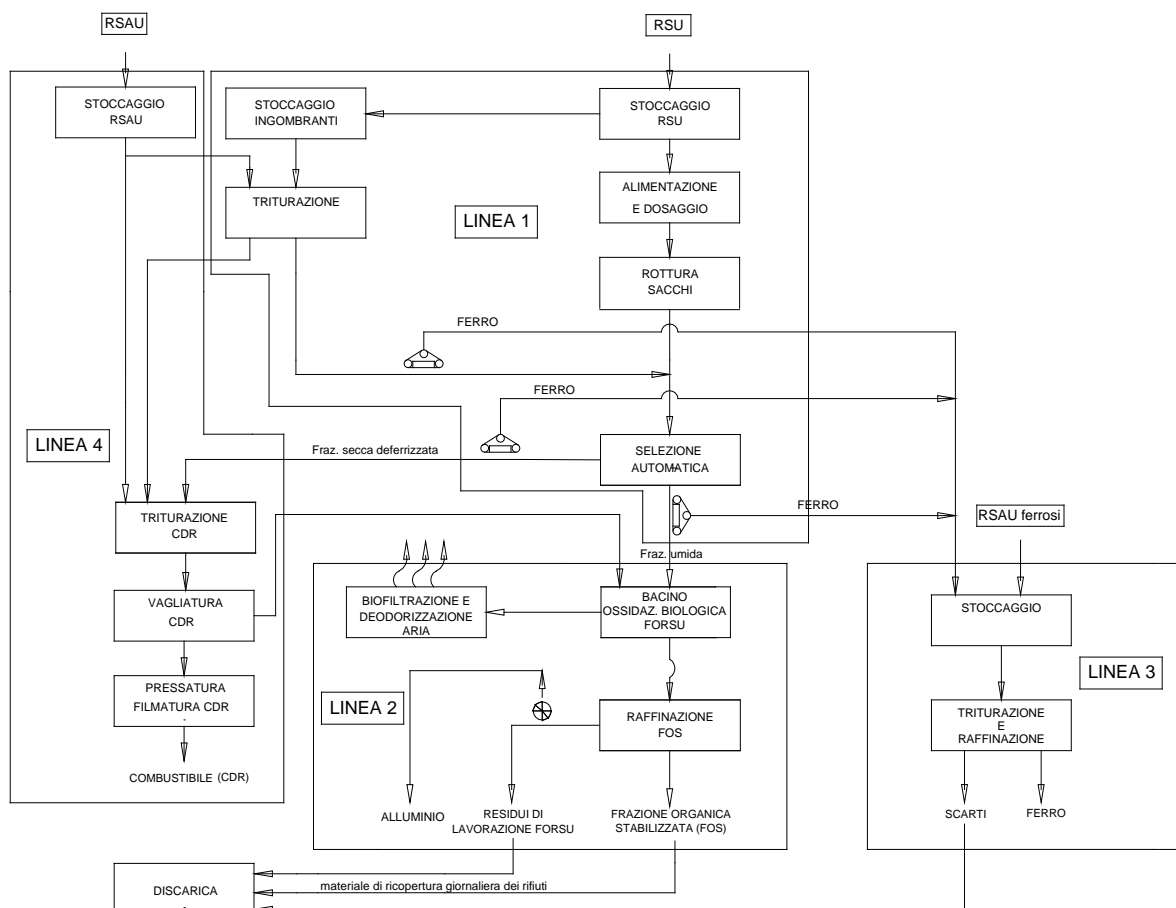 RSAU
RSU
STOCCAGGIO
RSAU
STOCCAGGIO
INGOMBRANTI
STOCCAGGIO
RSU
TRITURAZIONE
LINEA 1
ALIMENTAZIONE
E DOSAGGIO
ROTTURA
SACCHI
FERRO
FERRO
LINEA 4
Fraz. secca deferrizzata
SELEZIONE
AUTOMATICA
FERRO
RSAU ferrosi
TRITURAZIONE
CDR
Fraz. umida
VAGLIATURA
CDR
BIOFILTRAZIONE E
DEODORIZZAZIONE
ARIA
BACINO
OSSIDAZ. BIOLOGICA
FORSU
STOCCAGGIO
LINEA 3
PRESSATURA
FILMATURA CDR
LINEA 2
RAFFINAZIONE
FOS
TRITURAZIONE
E
RAFFINAZIONE
COMBUSTIBILE (CDR)
ALLUMINIO
RESIDUI DI
LAVORAZIONE FORSU
FRAZIONE ORGANICA
STABILIZZATA (FOS)
SCARTI
FERRO
DISCARICA
materiale di ricopertura giornaliera dei rifiuti